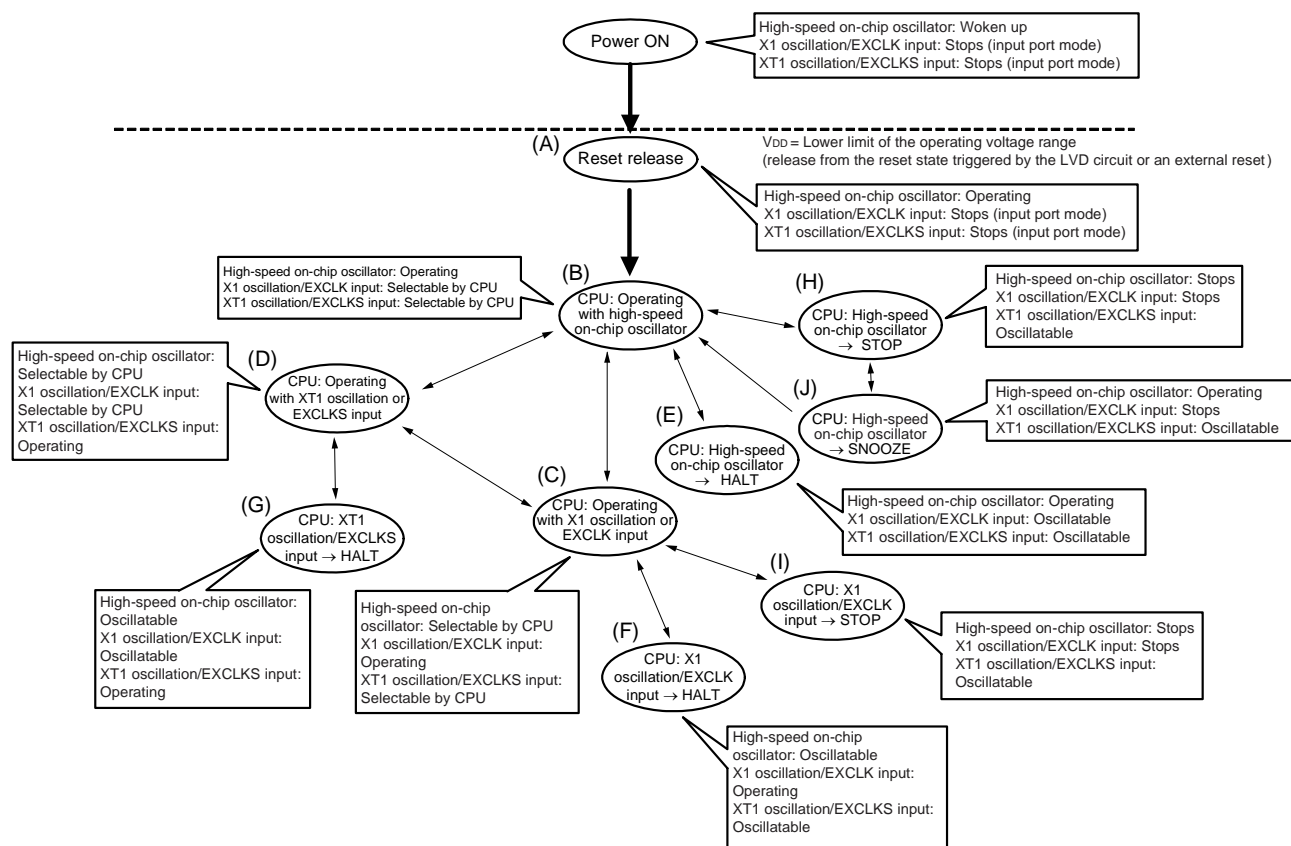 Power ON
High-speed on-chip oscillator: Woken up
X1 oscillation/EXCLK input: Stops (input port mode)
XT1 oscillation/EXCLKS input: Stops (input port mode)
(A)
Reset release
VDD = Lower limit of the operating voltage range
(release from the reset state triggered by the LVD circuit or an external reset)
High-speed on-chip oscillator: Operating
X1 oscillation/EXCLK input: Stops (input port mode)
XT1 oscillation/EXCLKS input: Stops (input port mode)
High-speed on-chip oscillator: Operating
X1 oscillation/EXCLK input: Selectable by CPU
XT1 oscillation/EXCLKS input: Selectable by CPU
(B)
CPU: Operating
with high-speed
on-chip oscillator
(H)
CPU: High-speed
on-chip oscillator
→ STOP
High-speed on-chip oscillator: Stops
X1 oscillation/EXCLK input: Stops
XT1 oscillation/EXCLKS input:
Oscillatable
High-speed on-chip oscillator:
Selectable by CPU
X1 oscillation/EXCLK input:
Selectable by CPU
XT1 oscillation/EXCLKS input:
Operating
(D)
CPU: Operating
with XT1 oscillation or
EXCLKS input
(J)
CPU: High-speed
on-chip oscillator
→ SNOOZE
High-speed on-chip oscillator: Operating
X1 oscillation/EXCLK input: Stops
XT1 oscillation/EXCLKS input: Oscillatable
(E)
CPU: High-speed
on-chip oscillator
→ HALT
High-speed on-chip oscillator: Operating
X1 oscillation/EXCLK input: Oscillatable
XT1 oscillation/EXCLKS input: Oscillatable
(C)
CPU: Operating
with X1 oscillation or
EXCLK input
(G)
CPU: XT1
oscillation/EXCLKS
input → HALT
High-speed on-chip oscillator:
Oscillatable
X1 oscillation/EXCLK input:
Oscillatable
XT1 oscillation/EXCLKS input:
Operating
High-speed on-chip
oscillator: Selectable by CPU
X1 oscillation/EXCLK input:
Operating
XT1 oscillation/EXCLKS input:
Selectable by CPU
(I)
CPU: X1
oscillation/EXCLK
input → STOP
High-speed on-chip oscillator: Stops
X1 oscillation/EXCLK input: Stops
XT1 oscillation/EXCLKS input:
Oscillatable
(F)
CPU: X1
oscillation/EXCLK
input → HALT
High-speed on-chip
oscillator: Oscillatable
X1 oscillation/EXCLK input:
Operating
XT1 oscillation/EXCLKS input:
Oscillatable